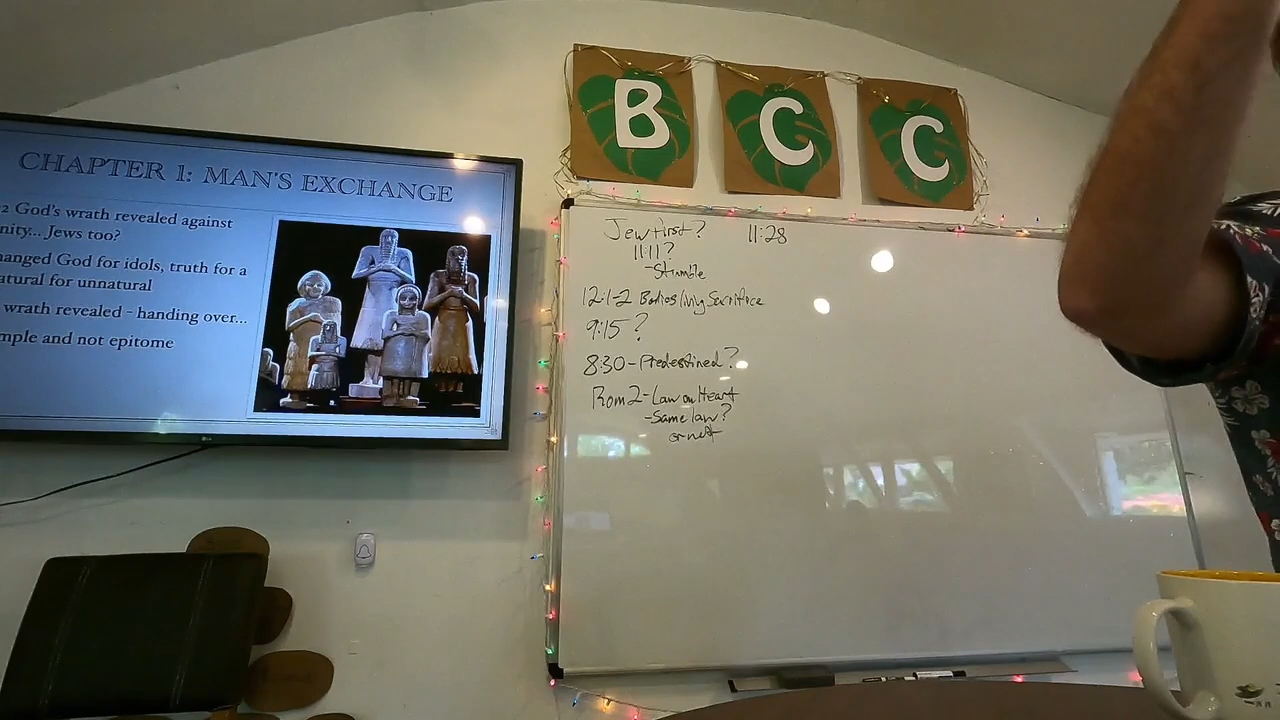 CHAPTER 1: MAN'S EXCHANGE
2 God's wrath revealed against
nity... Jews too?
hanged God for idols, truth for a
atural for unnatural
wrath revealed - handing over...
mple and not epitome
LG
B C C
Jew first? 11:28
11:11?
-Stumble
12:1-2 Bodies living Sacrifice
9:15?
8:30-Predestined?
Rom 2-Law on Heart
-Same law?
or not